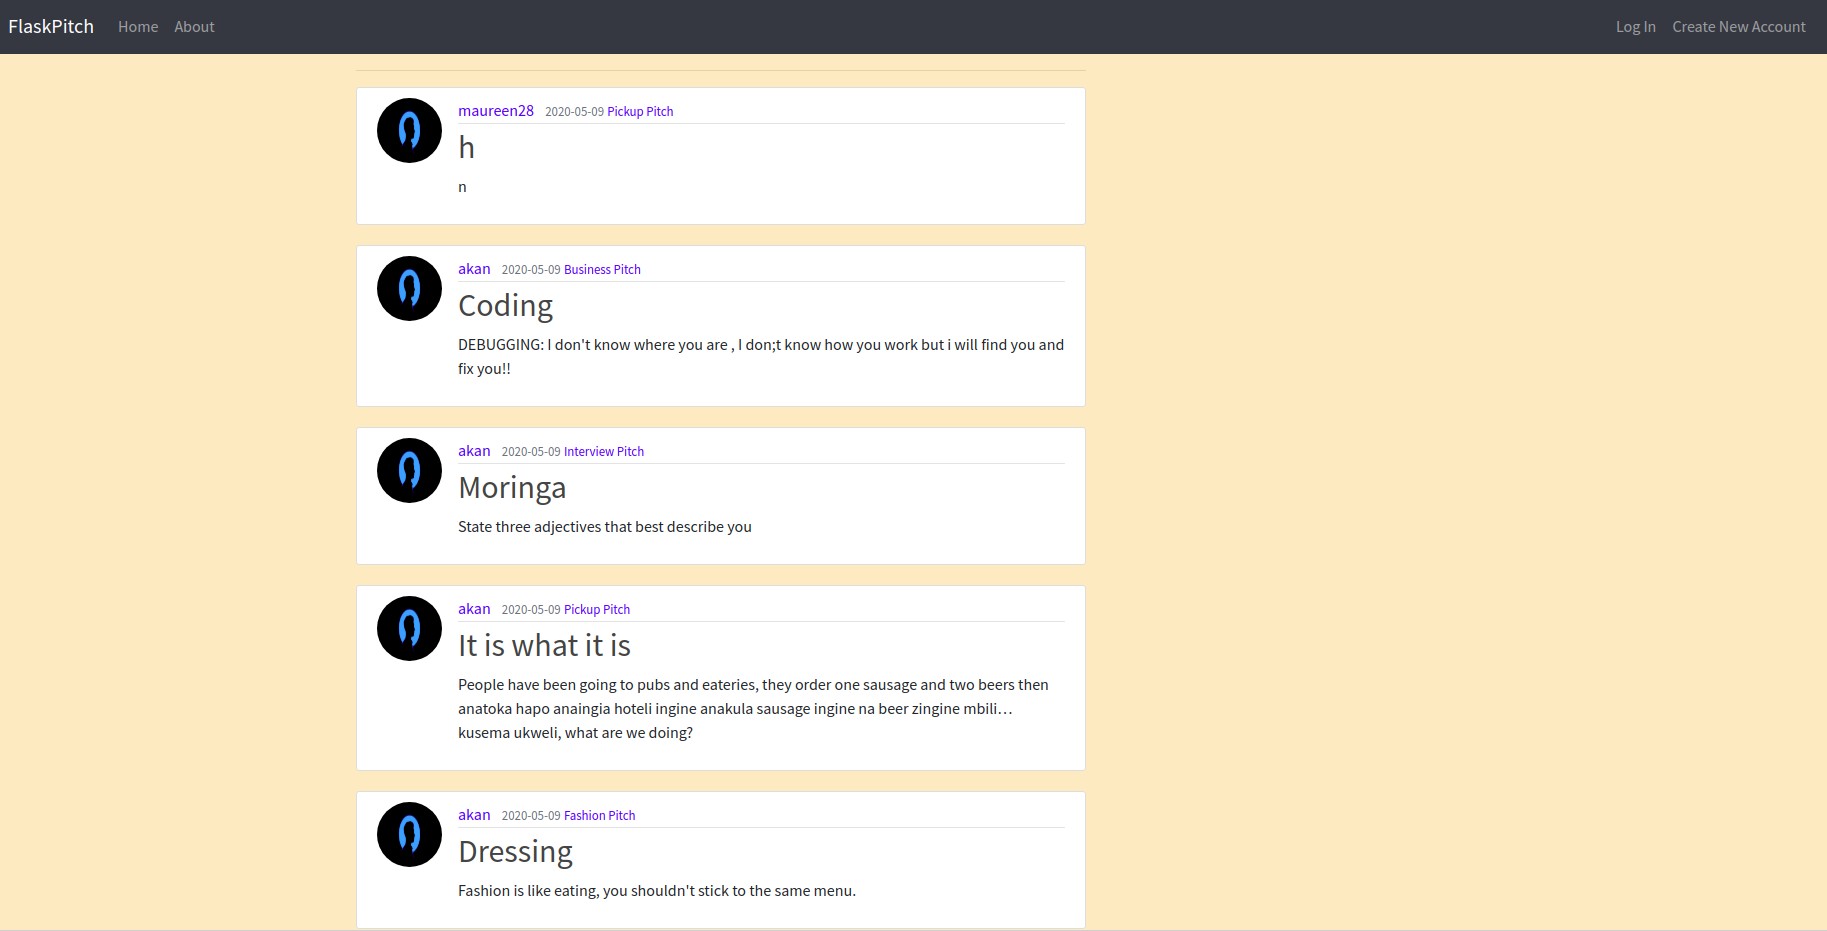 FlaskPitch Home About Log In Create New Account
maureen28 2020-05-09 Pickup Pitch
h
n
akan 2020-05-09 Business Pitch
Coding
DEBUGGING: I don't know where you are , I don;t know how you work but i will find you and
fix you!!
akan 2020-05-09 Interview Pitch
Moringa
State three adjectives that best describe you
akan 2020-05-09 Pickup Pitch
It is what it is
People have been going to pubs and eateries, they order one sausage and two beers then
anatoka hapo anaingia hoteli ingine anakula sausage ingine na beer zingine mbili…
kusema ukweli, what are we doing?
akan 2020-05-09 Fashion Pitch
Dressing
Fashion is like eating, you shouldn't stick to the same menu.